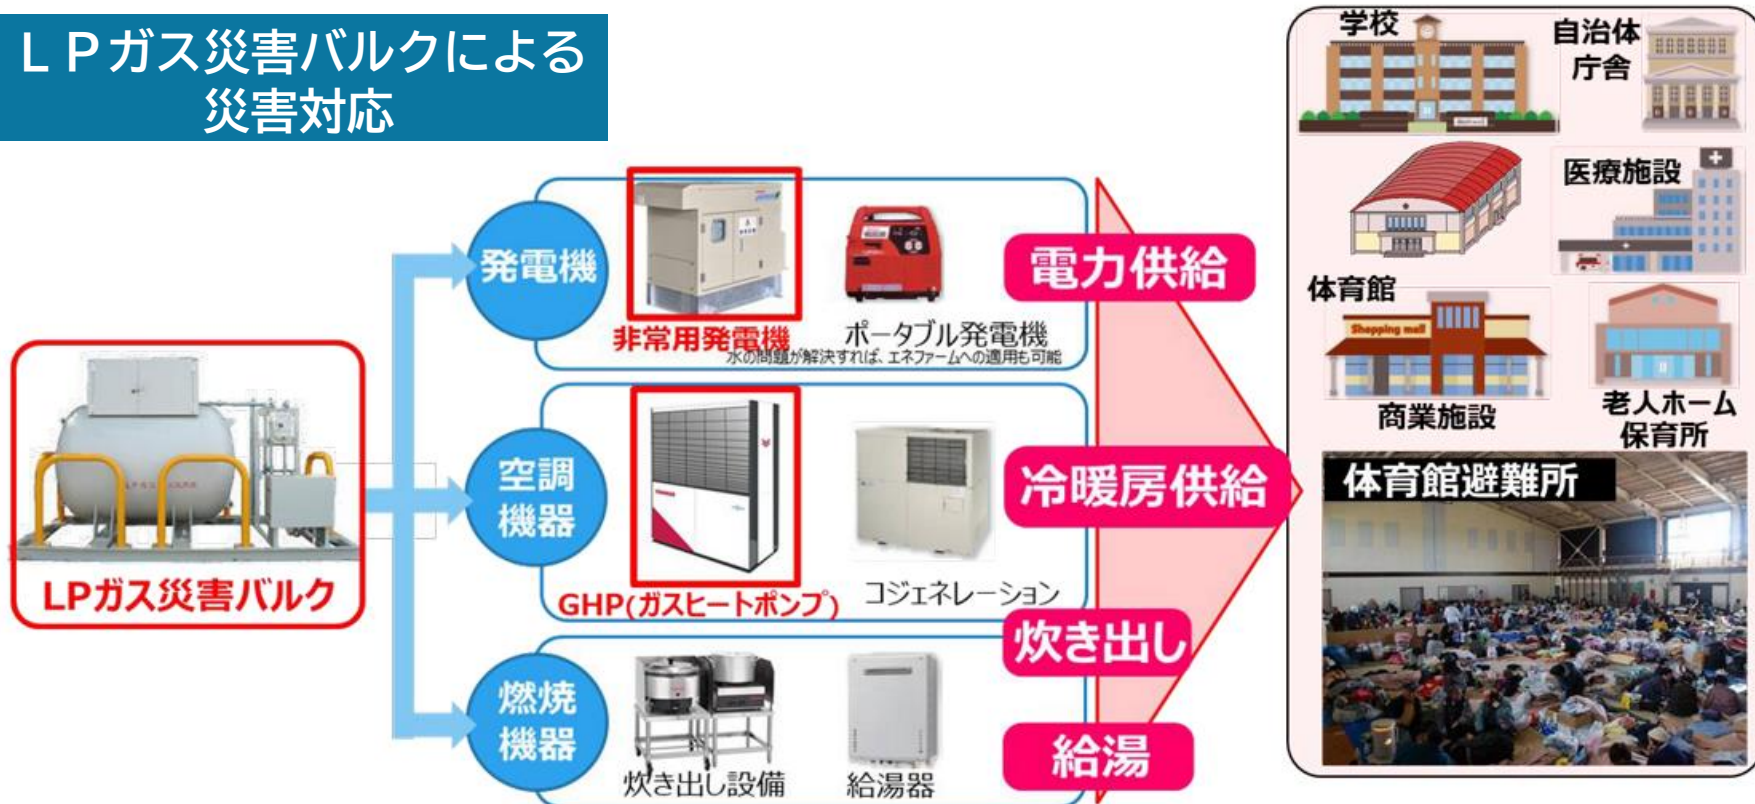 ＬＰガス災害バルクによる
災害対応
LPガス災害バルク
発電機
非常用発電機
ポータブル発電機
水の問題が解決すれば、エネファームへの適用も可能
空調
機器
GHP(ガスヒートポンプ)
コジェネレーション
燃焼
機器
炊き出し設備
給湯器
電力供給
冷暖房供給
炊き出し
給湯
学校
自治体
庁舎
医療施設
体育館
Shopping mall
商業施設
老人ホーム
保育所
体育館避難所